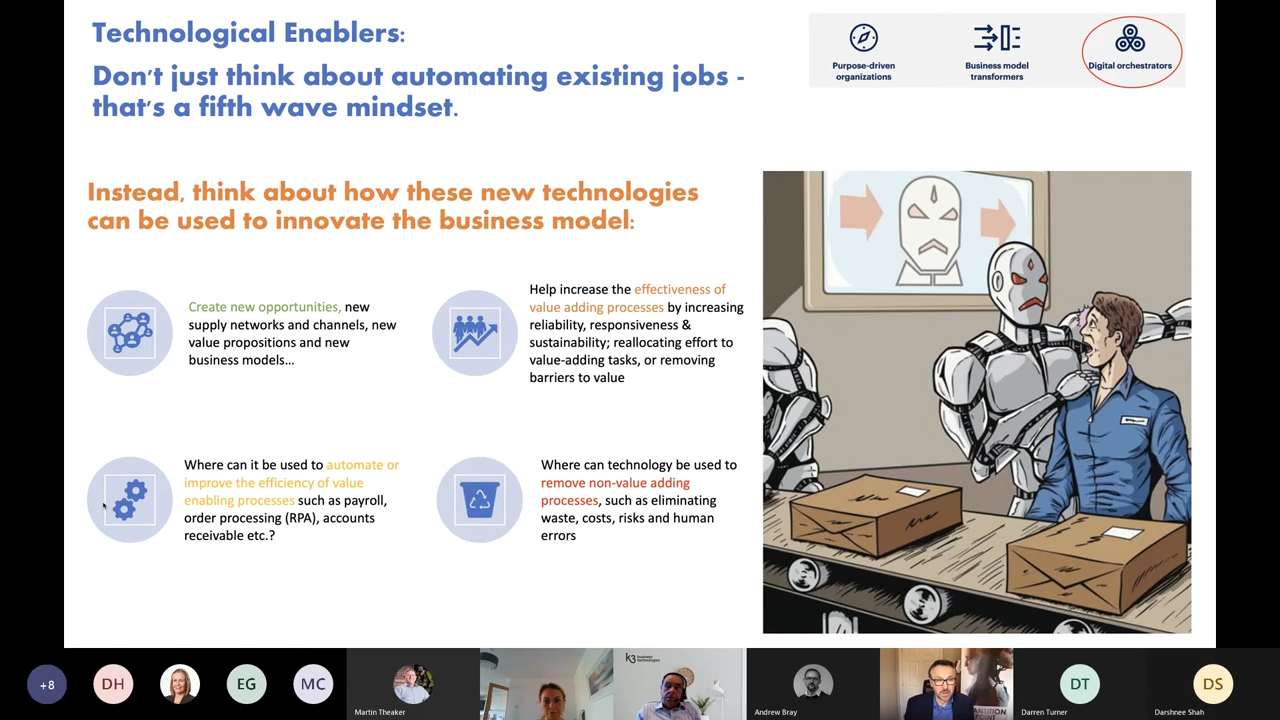 Technological Enablers:
Don't just think about automating existing jobs -
that's a fifth wave mindset.
Purpose-driven
organizations
Business model
transformers
Digital orchestrators
Instead, think about how these new technologies
can be used to innovate the business model:
Create new opportunities, new
supply networks and channels, new
value propositions and new
business models...
Help increase the effectiveness of
value adding processes by increasing
reliability, responsiveness &
sustainability; reallocating effort to
value-adding tasks, or removing
barriers to value
Where can it be used to automate or
improve the efficiency of value
enabling processes such as payroll,
order processing (RPA), accounts
receivable etc.?
Where can technology be used to
remove non-value adding
processes, such as eliminating
waste, costs, risks and human
errors
+8
DH
EG
MC
Martin Theaker
k3 business technologies
Andrew Bray
DT
Darren Turner
DS
Darshnee Shah